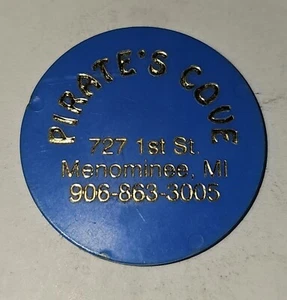 PIRATE'S COVE
727 1st St.
Menominee, MI
906-863-3005